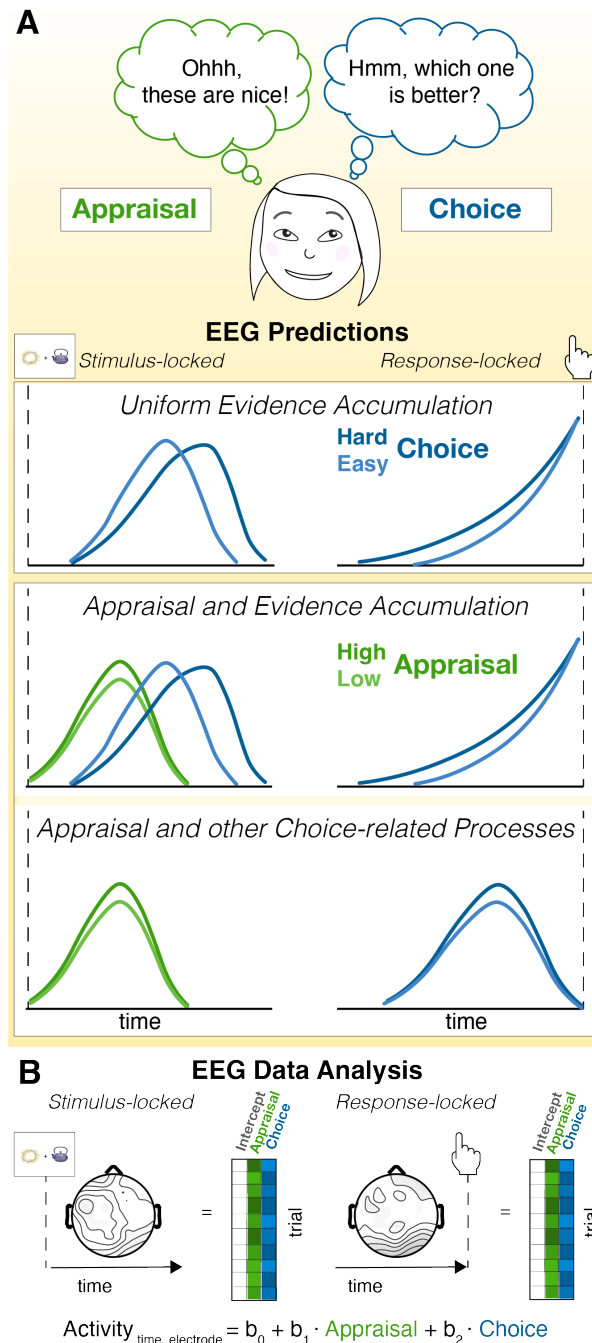 A
Ohhh,
these are nice!
Hmm, which one
is better?
Appraisal
Choice
EEG Predictions
Stimulus-locked
Response-locked
Uniform Evidence Accumulation
Hard
Easy
Choice
Appraisal and Evidence Accumulation
High
Low
Appraisal
Appraisal and other Choice-related Processes
time
time
B
EEG Data Analysis
Stimulus-locked
Response-locked
Intercept
Appraisal
Choice
Intercept
Appraisal
Choice
=
trial
=
trial
time
time
Activity time, electrode = b0 + b1 · Appraisal + b2 · Choice